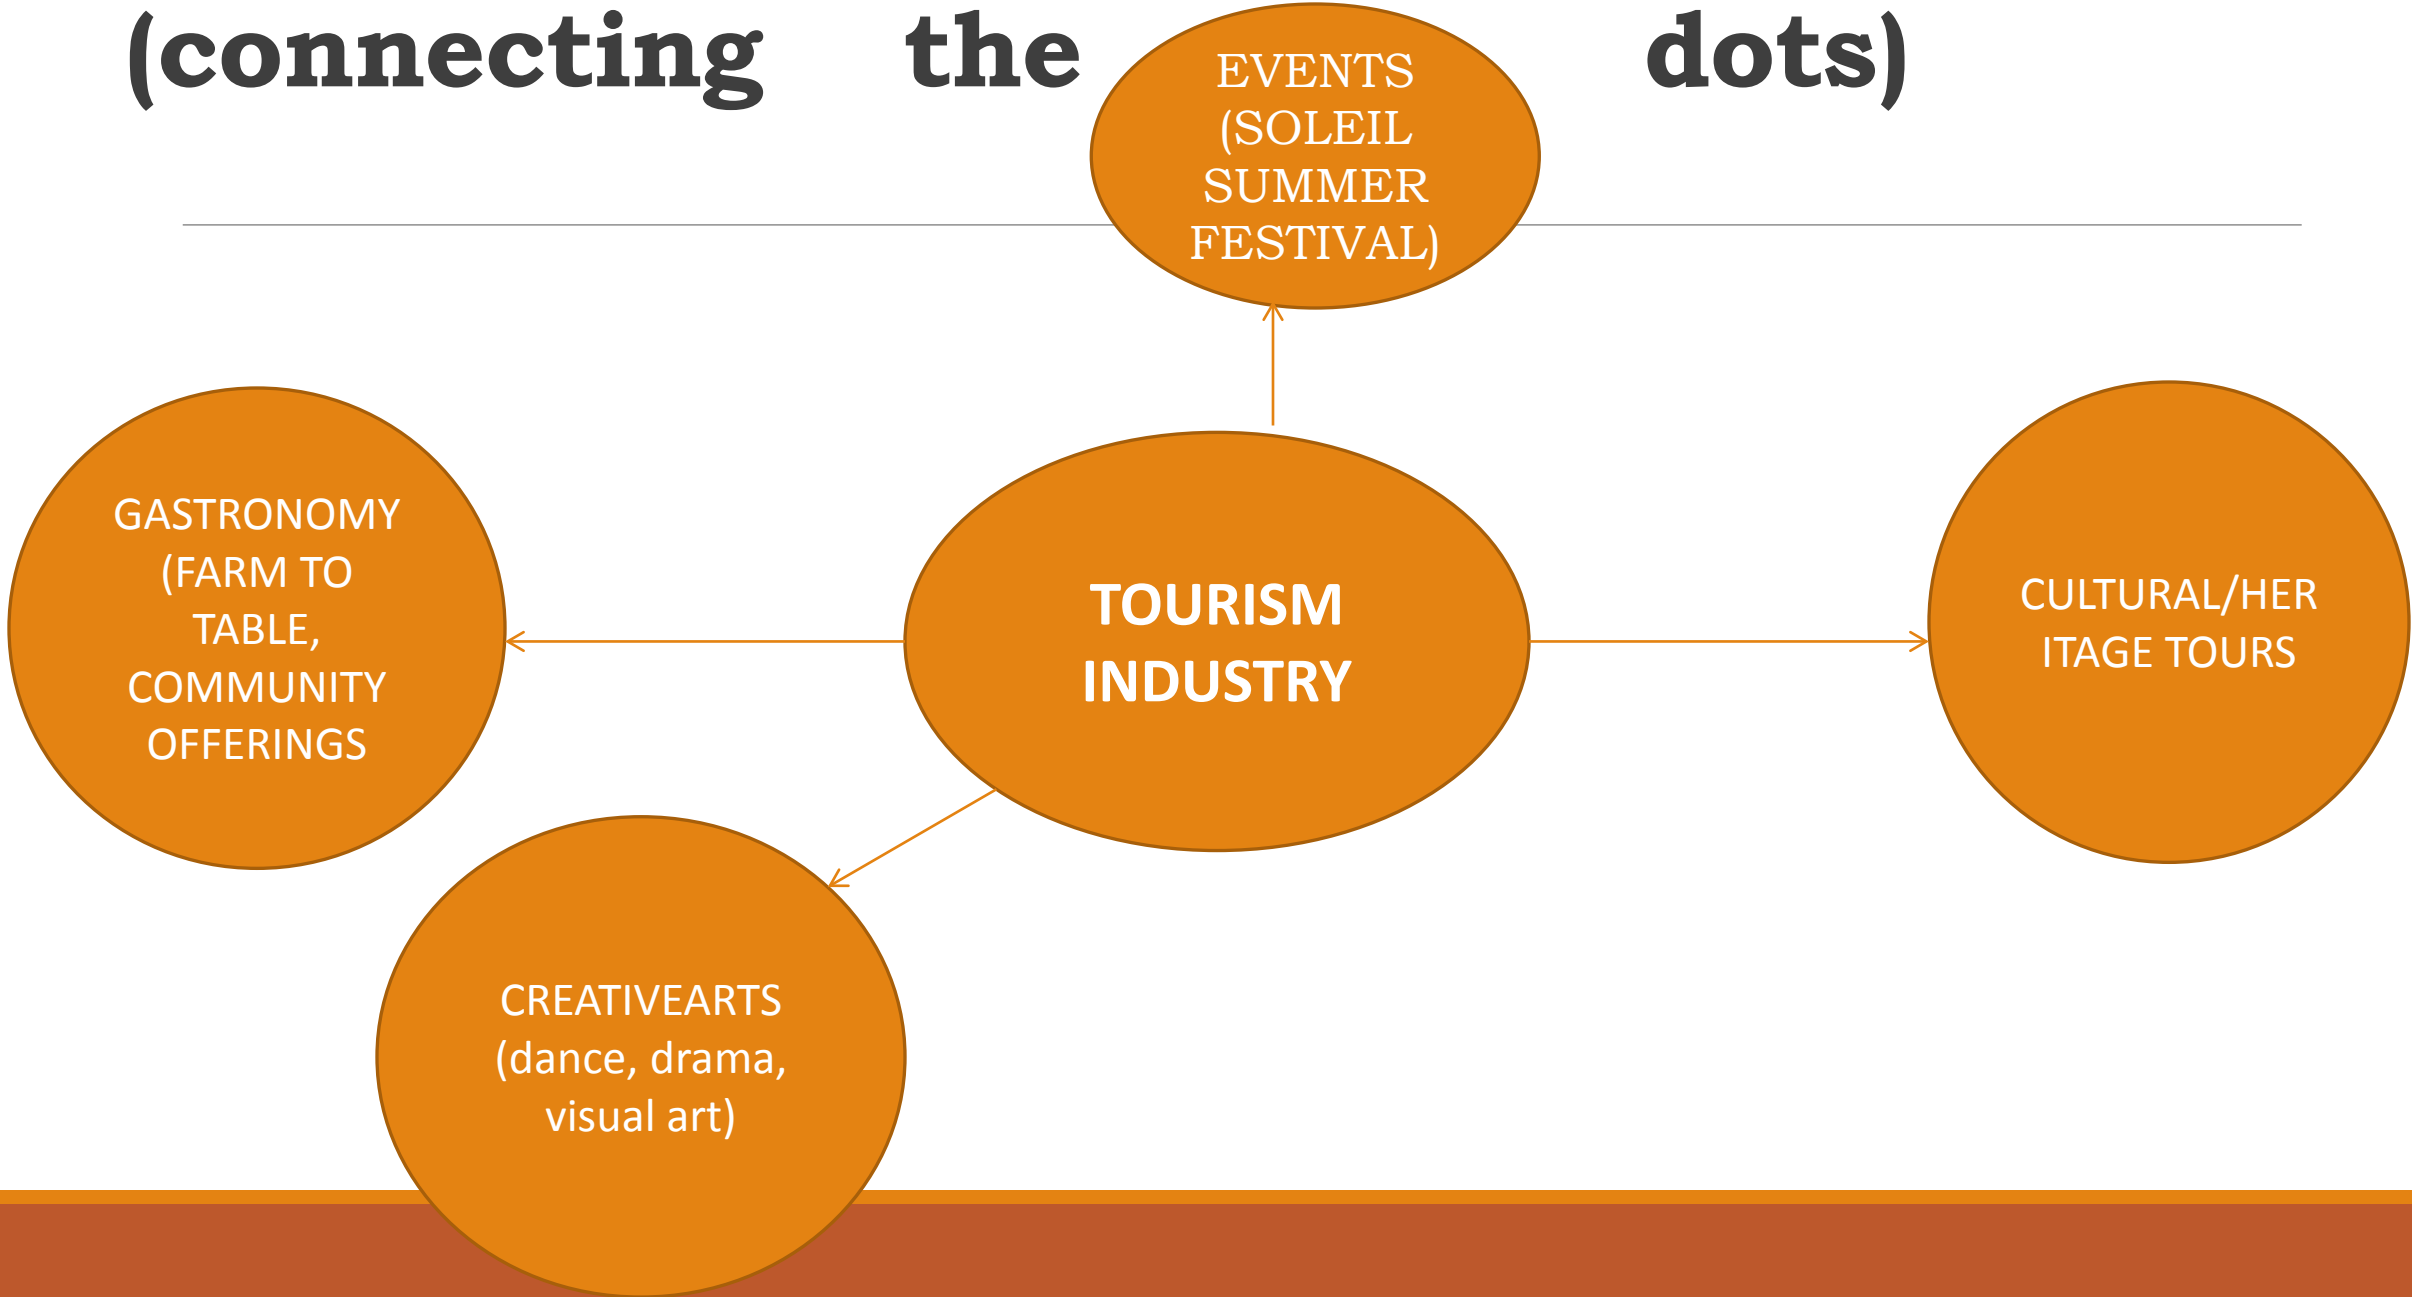 (connecting the dots)
EVENTS
(SOLEIL
SUMMER
FESTIVAL)
GASTRONOMY
(FARM TO
TABLE,
COMMUNITY
OFFERINGS
TOURISM
INDUSTRY
CULTURAL/HER
ITAGE TOURS
CREATIVEARTS
(dance, drama,
visual art)